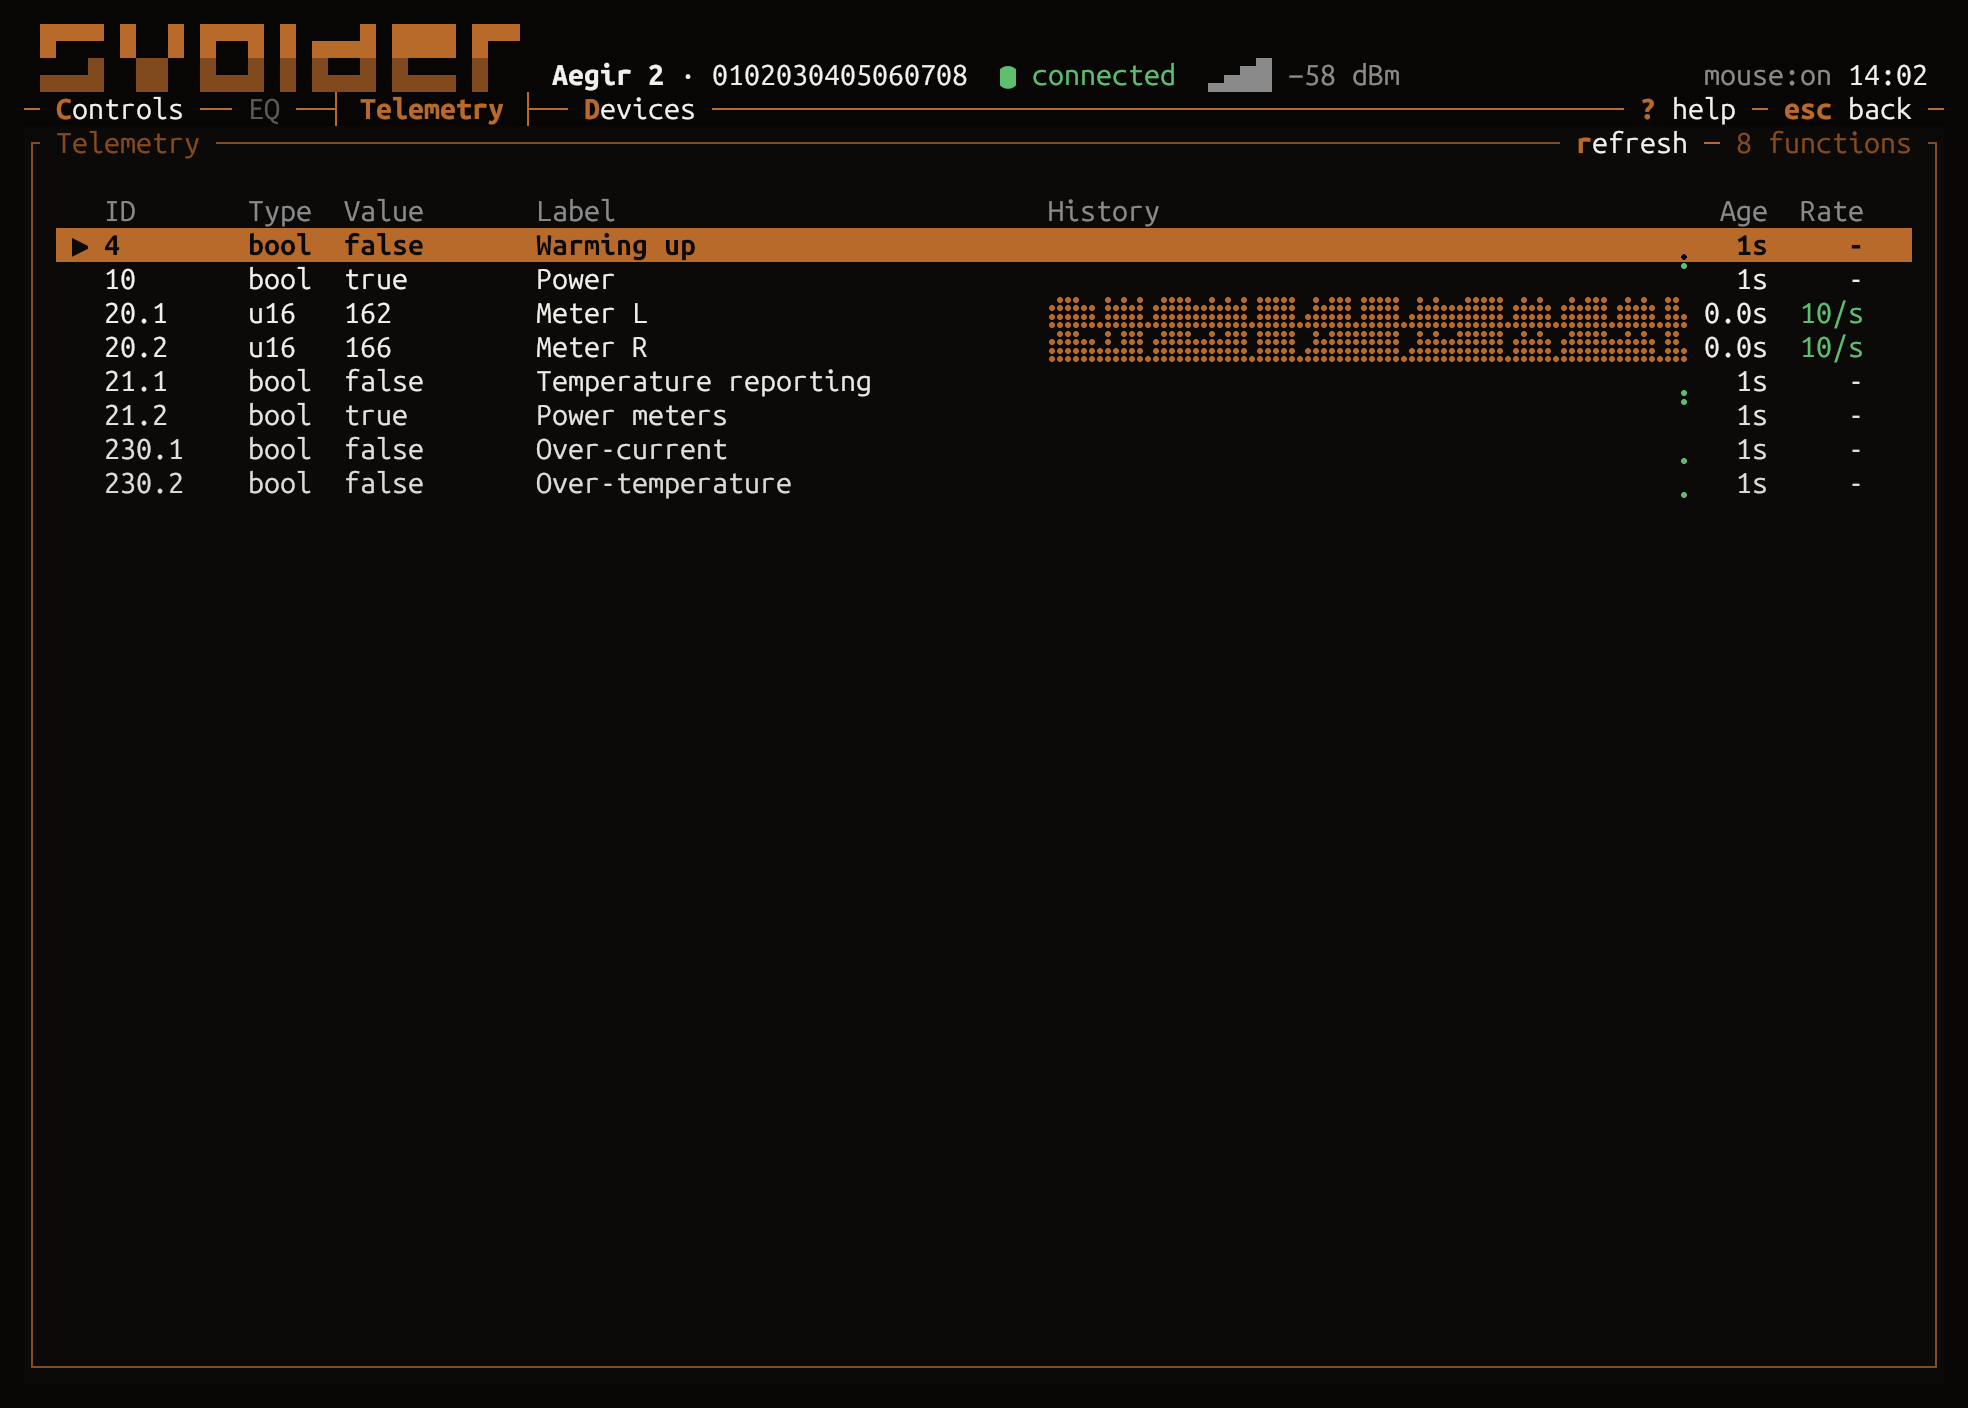 svolder
Aegir 2 · 0102030405060708 connected -58 dBm mouse:on 14:02
Controls EQ Telemetry Devices ? help esc back
Telemetry refresh 8 functions
ID Type Value Label History Age Rate
▶ 4 bool false Warming up 1s -
10 bool true Power 1s -
20.1 u16 162 Meter L 0.0s 10/s
20.2 u16 166 Meter R 0.0s 10/s
21.1 bool false Temperature reporting 1s -
21.2 bool true Power meters 1s -
230.1 bool false Over-current 1s -
230.2 bool false Over-temperature 1s -